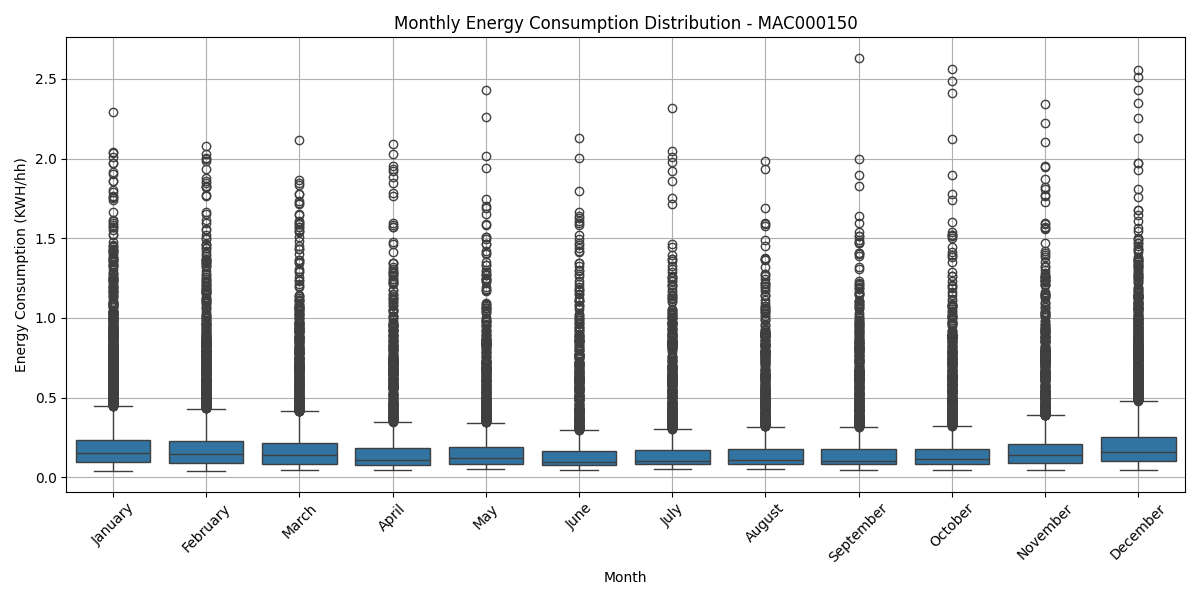 Monthly Energy Consumption Distribution - MAC000150
Energy Consumption (KWH/hh)
2.5
2.0
1.5
1.0
0.5
0.0
January
February
March
April
May
June
July
August
September
October
November
December
Month